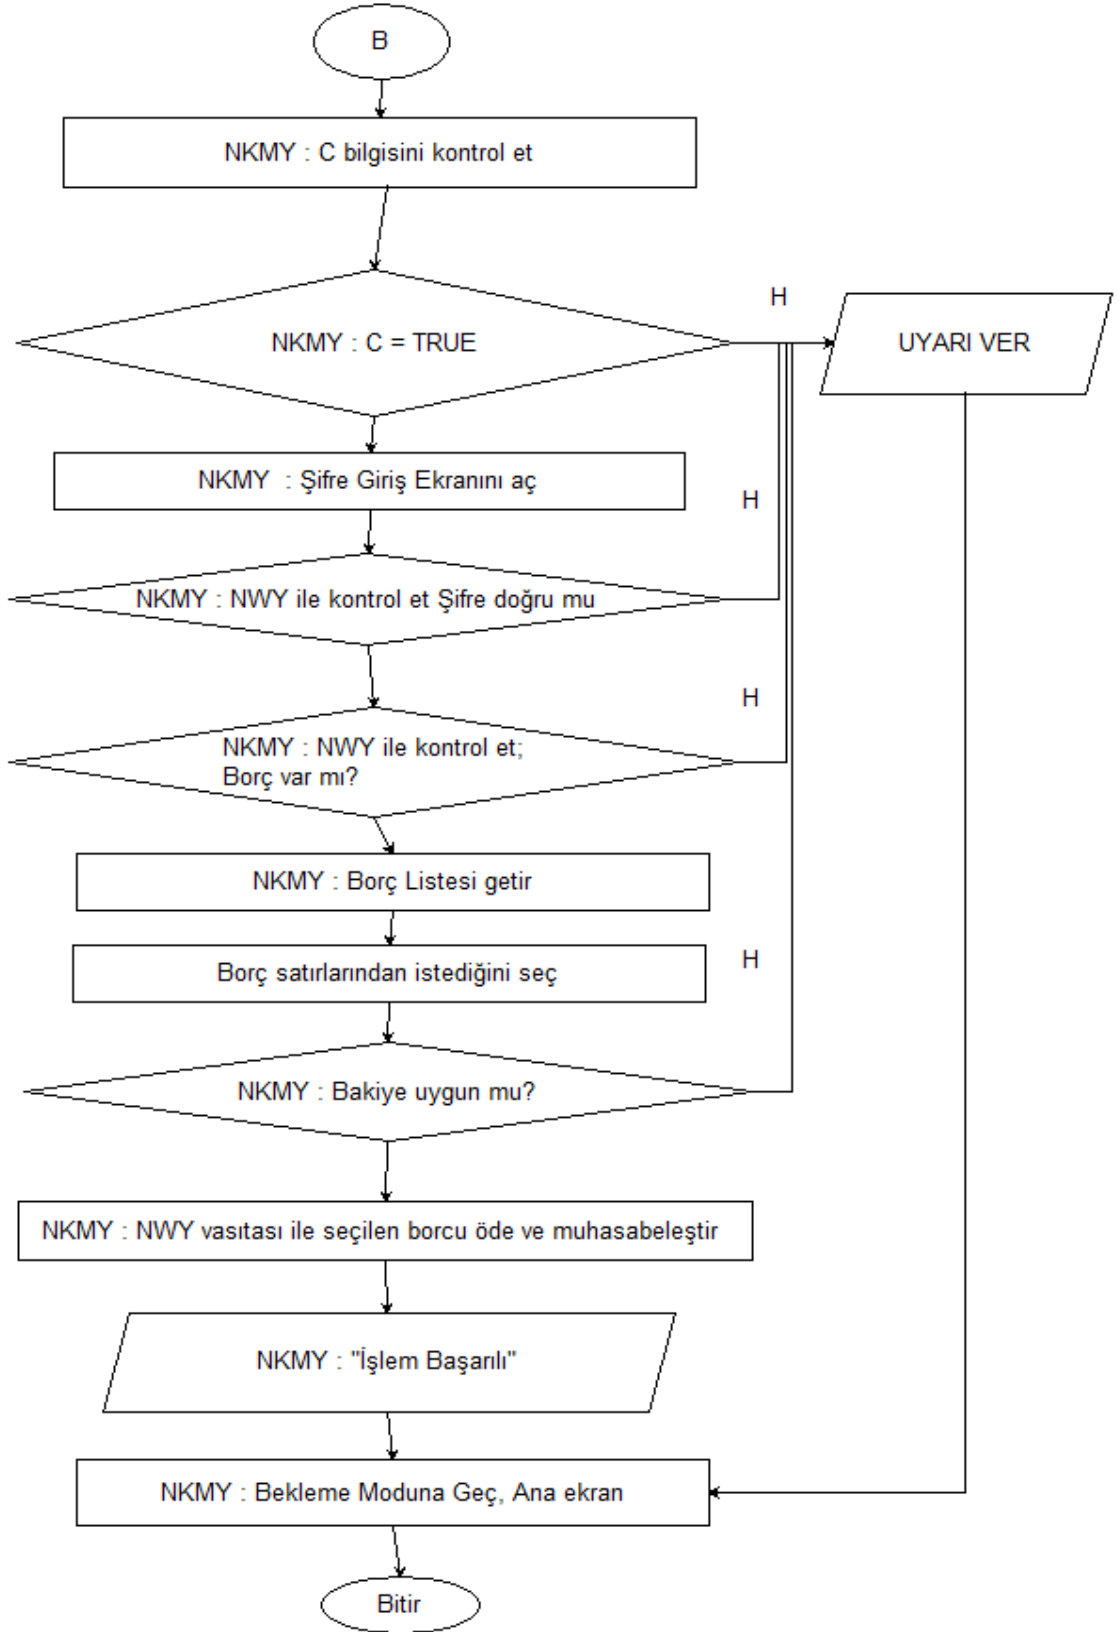 B
NKMY : C bilgisini kontrol et
H
NKMY : C = TRUE
UYARI VER
NKMY : Şifre Giriş Ekranını aç
H
NKMY : NWY ile kontrol et Şifre doğru mu
H
NKMY : NWY ile kontrol et;
Borç var mı?
NKMY : Borç Listesi getir
H
Borç satırlarından istediğini seç
NKMY : Bakiye uygun mu?
NKMY : NWY vasıtası ile seçilen borcu öde ve muhasabeleştir
NKMY : "İşlem Başarılı"
NKMY : Bekleme Moduna Geç, Ana ekran
Bitir